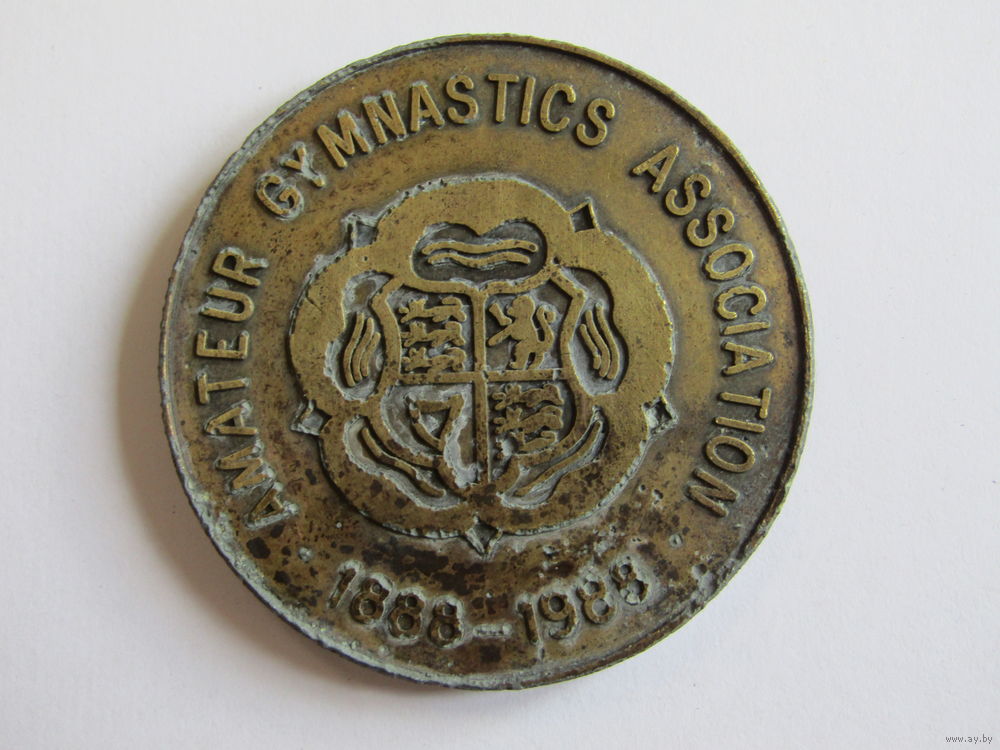 AMATEUR GYMNASTICS ASSOCIATION
· 1888-1988 ·
www.ay.by